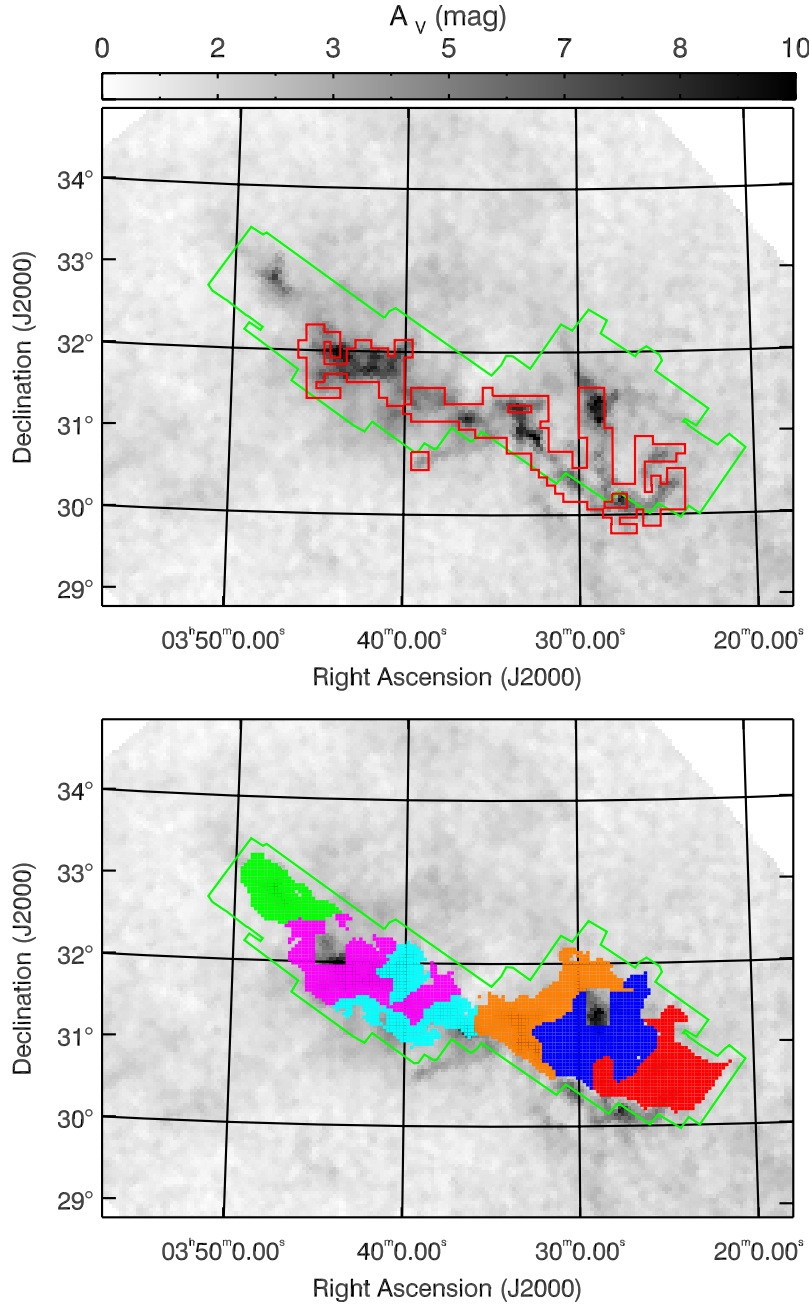 A V (mag)
0 2 3 5 7 8 10
34°
33°
32°
31°
30°
29°
Declination (J2000)
03h50m0.00s 40m0.00s 30m0.00s 20m0.00s
Right Ascension (J2000)
34°
33°
32°
31°
30°
29°
Declination (J2000)
03h50m0.00s 40m0.00s 30m0.00s 20m0.00s
Right Ascension (J2000)